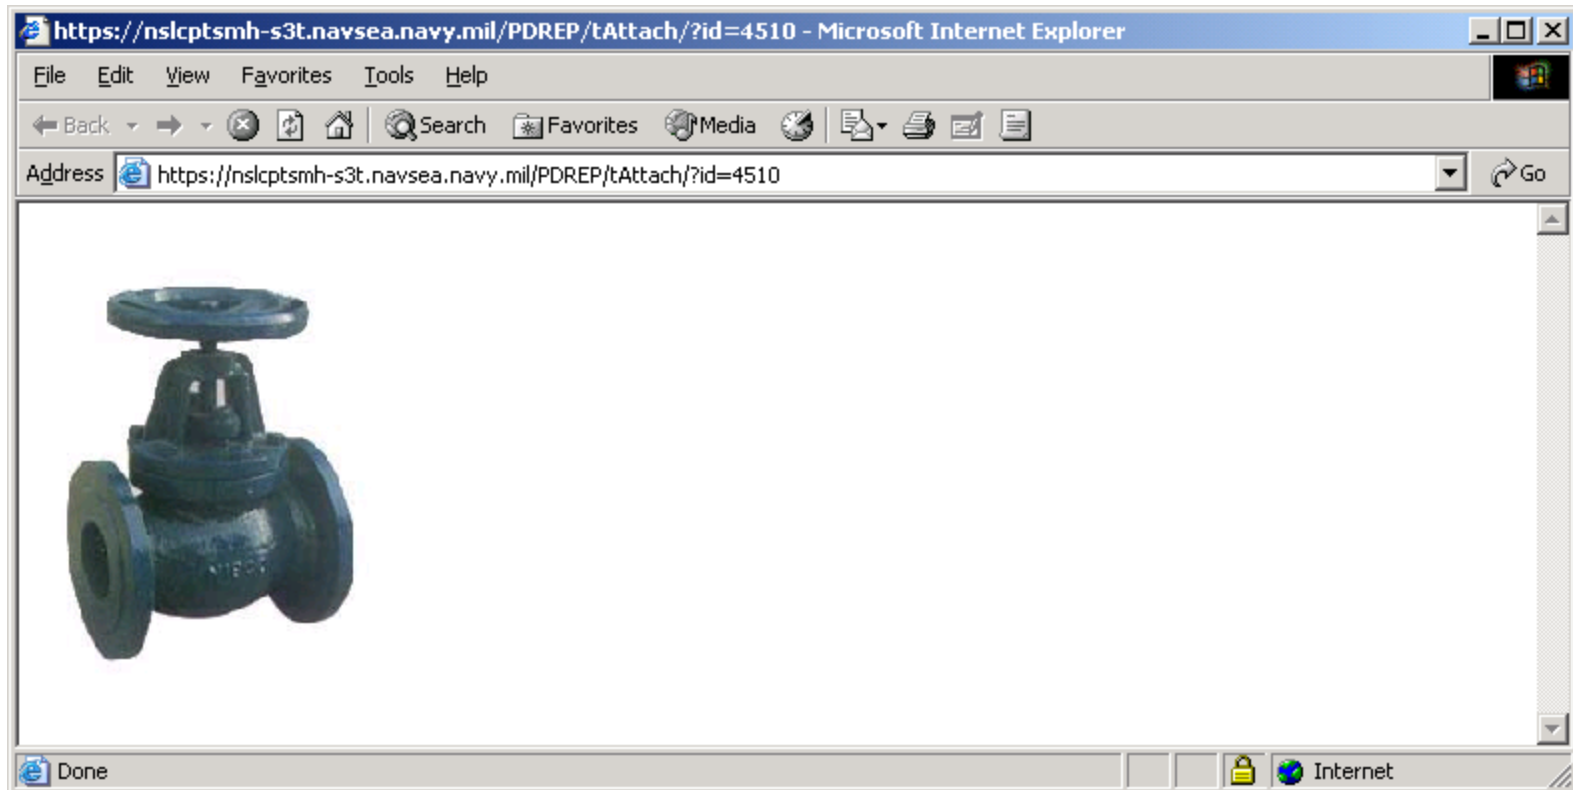 https://nslcptsmh-s3t.navsea.navy.mil/PDREP/tAttach/?id=4510 - Microsoft Internet Explorer
File Edit View Favorites Tools Help
Back Search Favorites Media
Address https://nslcptsmh-s3t.navsea.navy.mil/PDREP/tAttach/?id=4510 Go
Done Internet